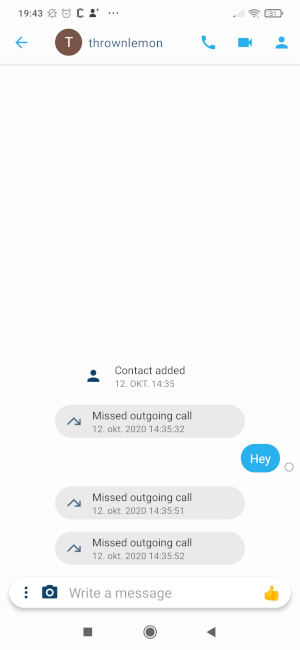 19:43
31
T
thrownlemon
Contact added
12. OKT. 14:35
Missed outgoing call
12. okt. 2020 14:35:32
Hey
Missed outgoing call
12. okt. 2020 14:35:51
Missed outgoing call
12. okt. 2020 14:35:52
Write a message